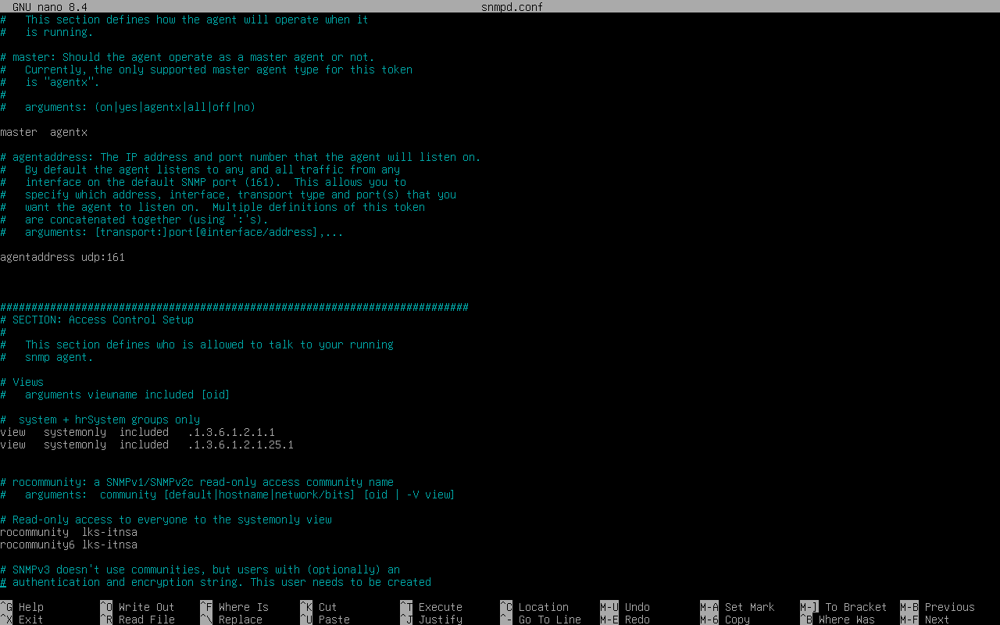 GNU nano 8.4 snmpd.conf
#   This section defines how the agent will operate when it
#   is running.
# master: Should the agent operate as a master agent or not.
#   Currently, the only supported master agent type for this token
#   is "agentx".
#
#   arguments: (on|yes|agentx|all|off|no)
master  agentx
# agentaddress: The IP address and port number that the agent will listen on.
#   By default the agent listens to any and all traffic from any
#   interface on the default SNMP port (161).  This allows you to
#   specify which address, interface, transport type and port(s) that you
#   want the agent to listen on.  Multiple definitions of this token
#   are concatenated together (using ':'s).
#   arguments: [transport:]port[@interface/address],...
agentaddress udp:161
###########################################################################
# SECTION: Access Control Setup
#
#   This section defines who is allowed to talk to your running
#   snmp agent.
# Views
#   arguments viewname included [oid]
#  system + hrSystem groups only
view   systemonly  included   .1.3.6.1.2.1.1
view   systemonly  included   .1.3.6.1.2.1.25.1
# rocommunity: a SNMPv1/SNMPv2c read-only access community name
#   arguments:  community [default|hostname|network/bits] [oid | -V view]
# Read-only access to everyone to the systemonly view
rocommunity  lks-itnsa
rocommunity6 lks-itnsa
# SNMPv3 doesn't use communities, but users with (optionally) an
# authentication and encryption string. This user needs to be created
^G Help ^O Write Out ^F Where Is ^K Cut ^T Execute ^C Location M-U Undo M-A Set Mark M-] To Bracket M-B Previous
^X Exit ^R Read File ^\ Replace ^U Paste ^J Justify ^- Go To Line M-E Redo M-6 Copy ^B Where Was M-F Next